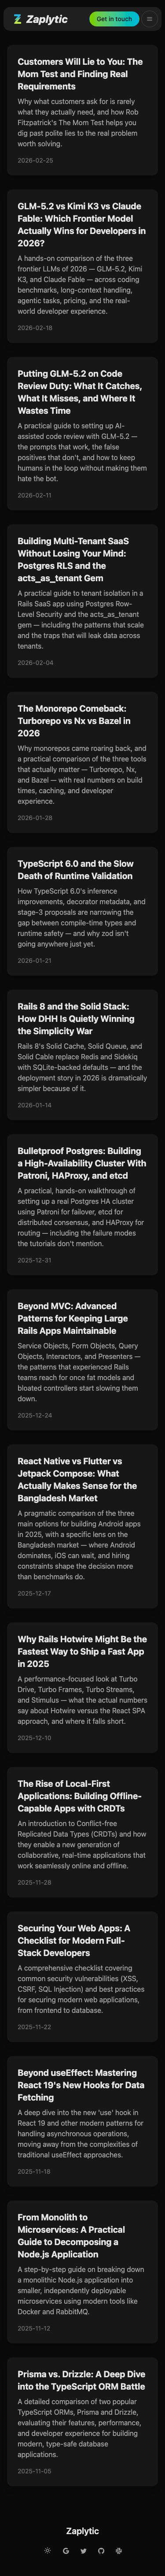 Zaplytic
Get in touch
Customers Will Lie to You: The
Mom Test and Finding Real
Requirements
Why what customers ask for is rarely
what they actually need, and how Rob
Fitzpatrick's The Mom Test helps you
dig past polite lies to the real problem
worth solving.
2026-02-25
GLM-5.2 vs Kimi K3 vs Claude
Fable: Which Frontier Model
Actually Wins for Developers in
2026?
A hands-on comparison of the three
frontier LLMs of 2026 — GLM-5.2, Kimi
K3, and Claude Fable — across coding
benchmarks, long-context handling,
agentic tasks, pricing, and the real-
world developer experience.
2026-02-18
Putting GLM-5.2 on Code
Review Duty: What It Catches,
What It Misses, and Where It
Wastes Time
A practical guide to setting up AI-
assisted code review with GLM-5.2 —
the prompts that work, the false
positives that don't, and how to keep
humans in the loop without making them
hate the bot.
2026-02-11
Building Multi-Tenant SaaS
Without Losing Your Mind:
Postgres RLS and the
acts_as_tenant Gem
A practical guide to tenant isolation in a
Rails SaaS app using Postgres Row-
Level Security and the acts_as_tenant
gem — including the patterns that scale
and the traps that will leak data across
tenants.
2026-02-04
The Monorepo Comeback:
Turborepo vs Nx vs Bazel in
2026
Why monorepos came roaring back, and
a practical comparison of the three tools
that actually matter — Turborepo, Nx,
and Bazel — with real numbers on build
times, caching, and developer
experience.
2026-01-28
TypeScript 6.0 and the Slow
Death of Runtime Validation
How TypeScript 6.0's inference
improvements, decorator metadata, and
stage-3 proposals are narrowing the
gap between compile-time types and
runtime safety — and why zod isn't
going anywhere just yet.
2026-01-21
Rails 8 and the Solid Stack:
How DHH Is Quietly Winning
the Simplicity War
Rails 8's Solid Cache, Solid Queue, and
Solid Cable replace Redis and Sidekiq
with SQLite-backed defaults — and the
deployment story in 2026 is dramatically
simpler because of it.
2026-01-14
Bulletproof Postgres: Building
a High-Availability Cluster With
Patroni, HAProxy, and etcd
A practical, hands-on walkthrough of
setting up a real Postgres HA cluster
using Patroni for failover, etcd for
distributed consensus, and HAProxy for
routing — including the failure modes
the tutorials don't mention.
2025-12-31
Beyond MVC: Advanced
Patterns for Keeping Large
Rails Apps Maintainable
Service Objects, Form Objects, Query
Objects, Interactors, and Presenters —
the patterns that experienced Rails
teams reach for once fat models and
bloated controllers start slowing them
down.
2025-12-24
React Native vs Flutter vs
Jetpack Compose: What
Actually Makes Sense for the
Bangladesh Market
A pragmatic comparison of the three
main options for building Android apps
in 2025, with a specific lens on the
Bangladesh market — where Android
dominates, iOS can wait, and hiring
constraints shape the decision more
than benchmarks do.
2025-12-17
Why Rails Hotwire Might Be the
Fastest Way to Ship a Fast App
in 2025
A performance-focused look at Turbo
Drive, Turbo Frames, Turbo Streams,
and Stimulus — what the actual numbers
say about Hotwire versus the React SPA
approach, and where it falls short.
2025-12-10
The Rise of Local-First
Applications: Building Offline-
Capable Apps with CRDTs
An introduction to Conflict-free
Replicated Data Types (CRDTs) and how
they enable a new generation of
collaborative, real-time applications that
work seamlessly online and offline.
2025-11-28
Securing Your Web Apps: A
Checklist for Modern Full-
Stack Developers
A comprehensive checklist covering
common security vulnerabilities (XSS,
CSRF, SQL Injection) and best practices
for securing modern web applications,
from frontend to database.
2025-11-22
Beyond useEffect: Mastering
React 19's New Hooks for Data
Fetching
A deep dive into the new 'use' hook in
React 19 and other modern patterns for
handling asynchronous operations,
moving away from the complexities of
traditional useEffect approaches.
2025-11-18
From Monolith to
Microservices: A Practical
Guide to Decomposing a
Node.js Application
A step-by-step guide on breaking down
a monolithic Node.js application into
smaller, independently deployable
microservices using modern tools like
Docker and RabbitMQ.
2025-11-12
Prisma vs. Drizzle: A Deep Dive
into the TypeScript ORM Battle
A detailed comparison of two popular
TypeScript ORMs, Prisma and Drizzle,
evaluating their features, performance,
and developer experience for building
modern, type-safe database
applications.
2025-11-05
Zaplytic